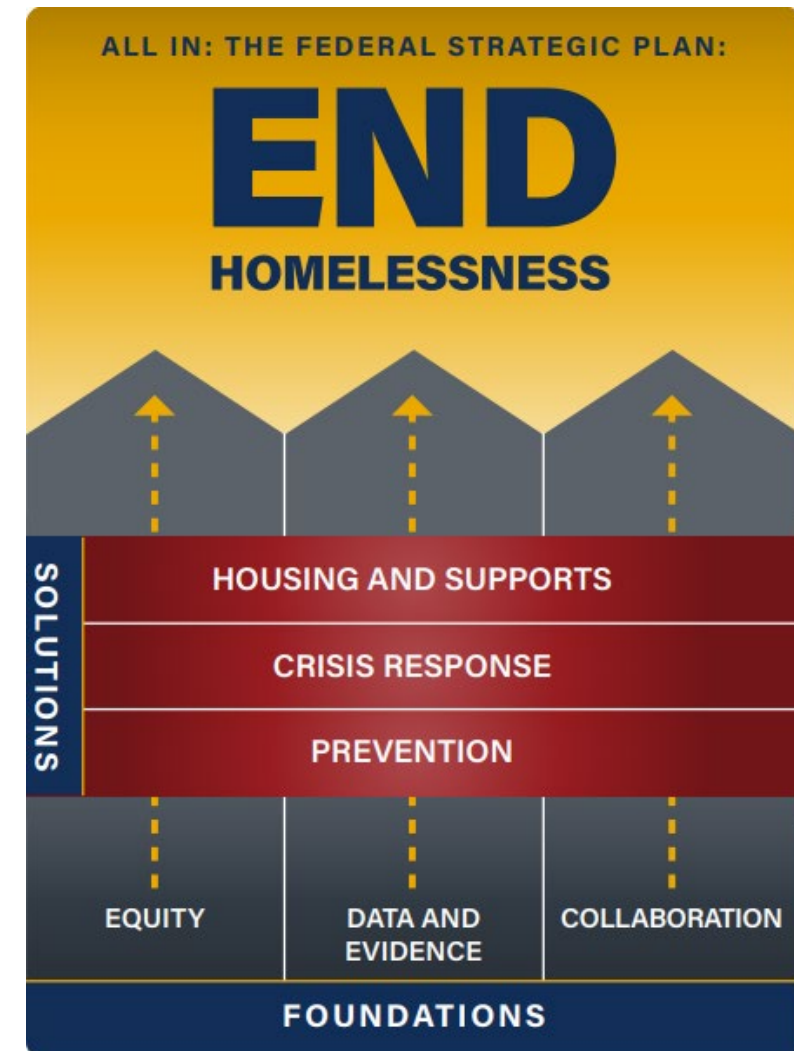 ALL IN: THE FEDERAL STRATEGIC PLAN:
END
HOMELESSNESS
SOLUTIONS
HOUSING AND SUPPORTS
CRISIS RESPONSE
PREVENTION
EQUITY
DATA AND
EVIDENCE
COLLABORATION
FOUNDATIONS